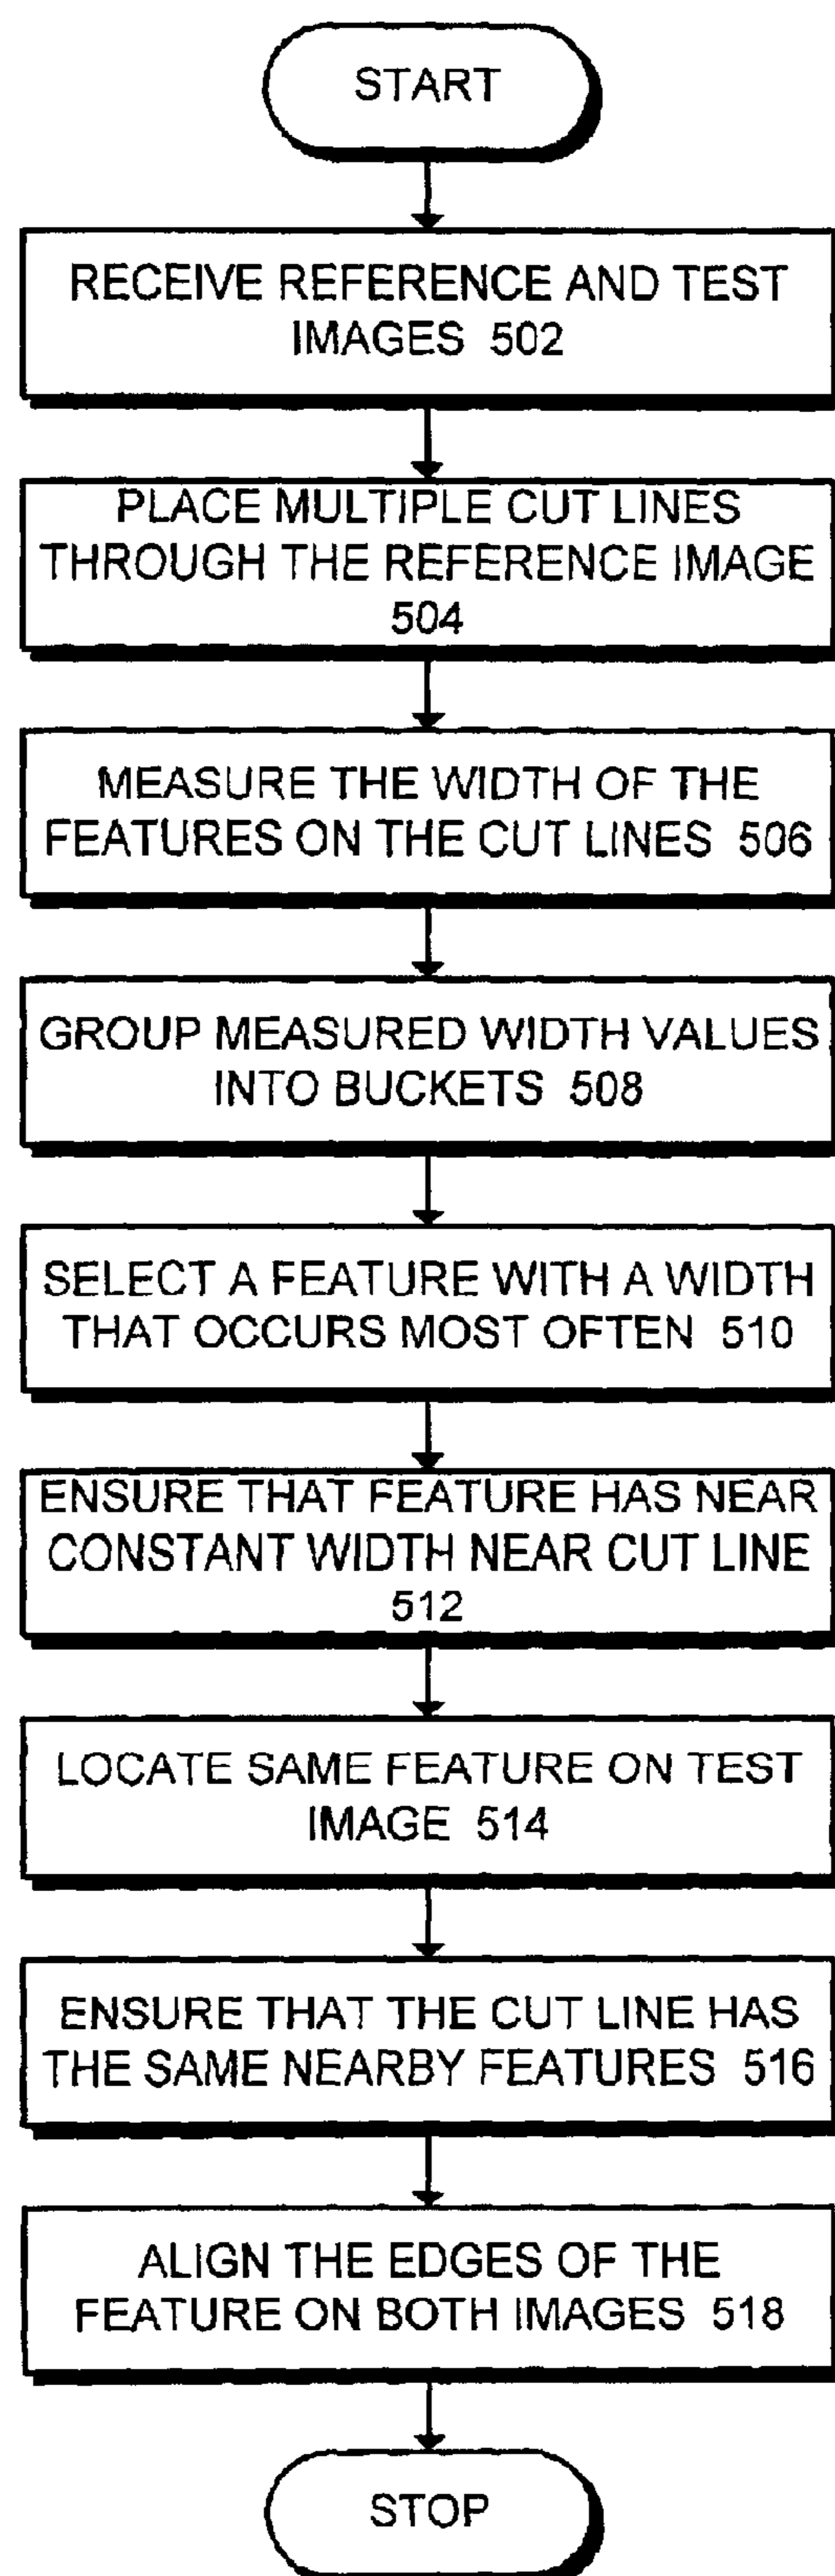 START
RECEIVE REFERENCE AND TEST
IMAGES 502
PLACE MULTIPLE CUT LINES
THROUGH THE REFERENCE IMAGE
504
MEASURE THE WIDTH OF THE
FEATURES ON THE CUT LINES 506
GROUP MEASURED WIDTH VALUES
INTO BUCKETS 508
SELECT A FEATURE WITH A WIDTH
THAT OCCURS MOST OFTEN 510
ENSURE THAT FEATURE HAS NEAR
CONSTANT WIDTH NEAR CUT LINE
512
LOCATE SAME FEATURE ON TEST
IMAGE 514
ENSURE THAT THE CUT LINE HAS
THE SAME NEARBY FEATURES 516
ALIGN THE EDGES OF THE
FEATURE ON BOTH IMAGES 518
STOP